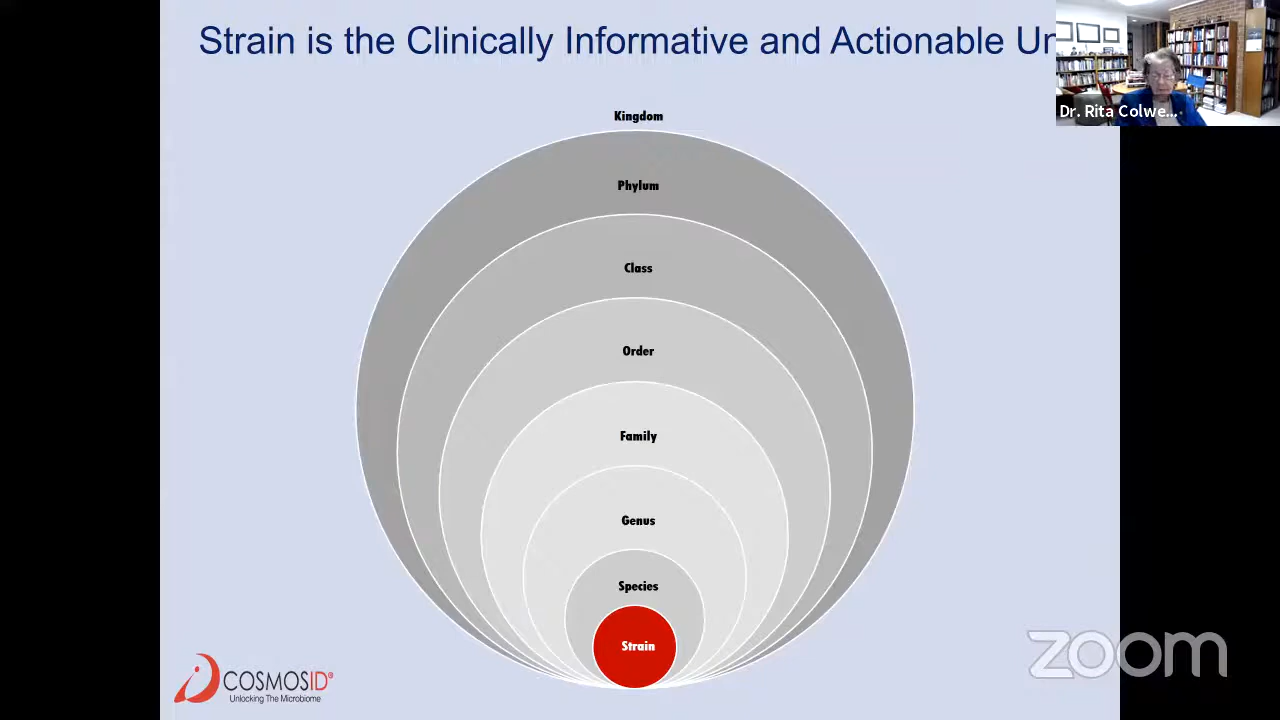 Strain is the Clinically Informative and Actionable Un
Dr. Rita Colwe...
Kingdom
Phylum
Class
Order
Family
Genus
Species
Strain
COSMOSID®
Unlocking The Microbiome
zoom